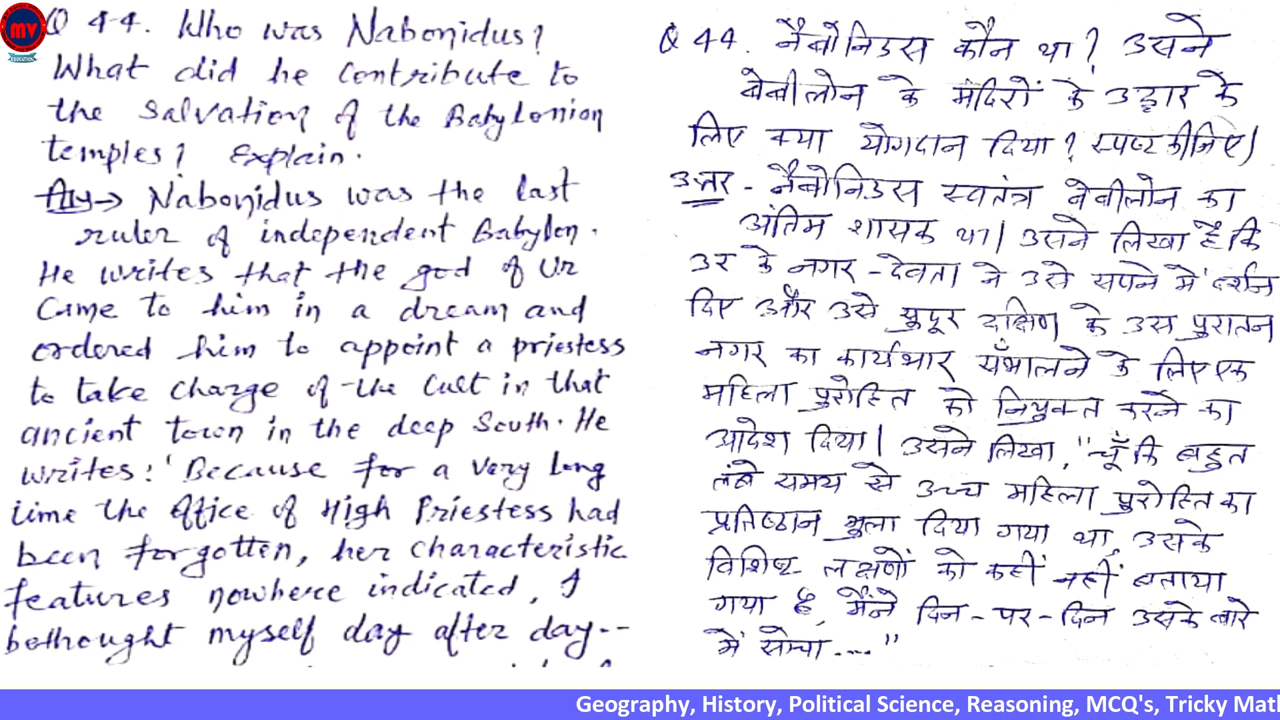 mv
EDUCATION
Q 44. Who was Nabonidus?
What did he contribute to
the salvation of the Babylonion
temples? Explain.
Ans → Nabonidus was the last
ruler of independent Babylon.
He writes that the god of Ur
Came to him in a dream and
ordered him to appoint a priestess
to take charge of the Cult in that
ancient town in the deep South. He
writes: 'Because for a very long
time the Office of High Priestess had
been forgotten, her characteristic
features nowhere indicated, I
bethought myself day after day...
Q 44. नैबोनिडस कौन था? उसने
बेबीलोन के मंदिरों के उद्धार के
लिए क्या योगदान दिया? स्पष्ट कीजिए।
उत्तर - नैबोनिडस स्वतंत्र बेबीलोन का
अंतिम शासक था। उसने लिखा है कि
उर के नगर-देवता ने उसे सपने में दर्शन
दिए और उसे सुदूर दक्षिण के उस पुरातन
नगर का कार्यभार सँभालने के लिए एक
महिला पुरोहित को नियुक्त करने का
आदेश दिया। उसने लिखा, "चूँकि बहुत
लंबे समय से उच्च महिला पुरोहित का
प्रतिष्ठान भुला दिया गया था, उसके
विशिष्ट लक्षणों को कहीं नहीं बताया
गया है, मैंने दिन-पर-दिन उसके बारे
में सोचा...."
Geography, History, Political Science, Reasoning, MCQ's, Tricky Mat